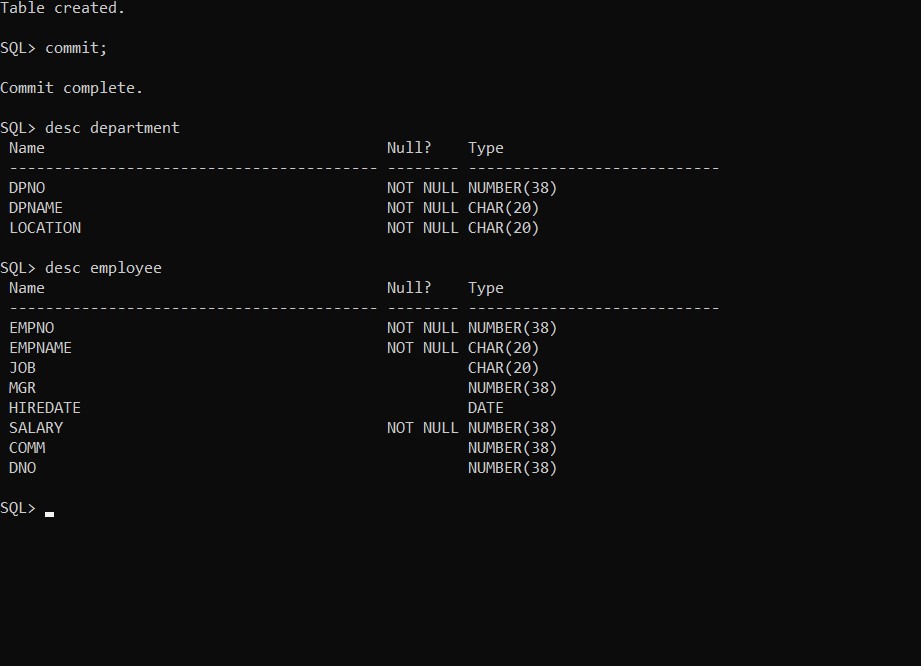 Table created.
SQL> commit;
Commit complete.
SQL> desc department
 Name                                      Null?    Type
 ----------------------------------------- -------- ----------------------------
 DPNO                                      NOT NULL NUMBER(38)
 DPNAME                                    NOT NULL CHAR(20)
 LOCATION                                  NOT NULL CHAR(20)
SQL> desc employee
 Name                                      Null?    Type
 ----------------------------------------- -------- ----------------------------
 EMPNO                                     NOT NULL NUMBER(38)
 EMPNAME                                   NOT NULL CHAR(20)
 JOB                                                CHAR(20)
 MGR                                                NUMBER(38)
 HIREDATE                                           DATE
 SALARY                                    NOT NULL NUMBER(38)
 COMM                                               NUMBER(38)
 DNO                                                NUMBER(38)
SQL>